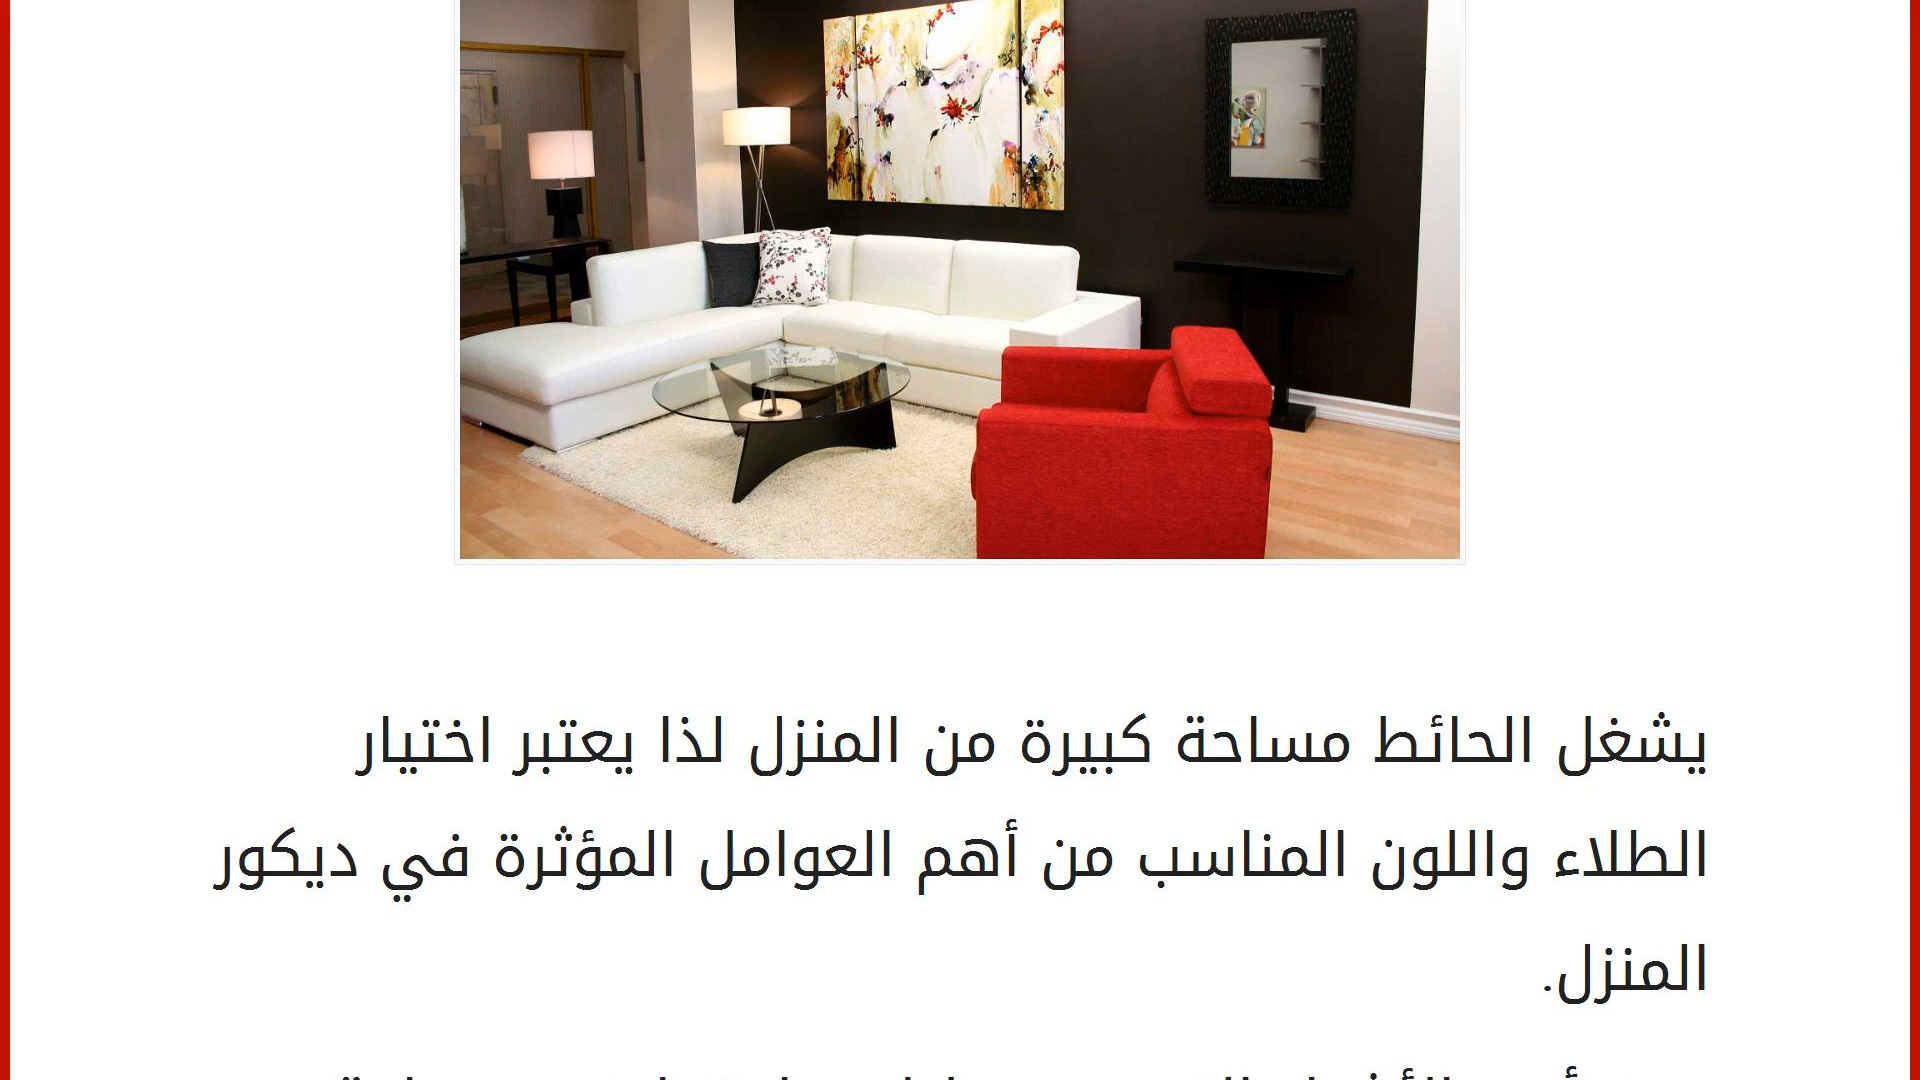 يشغل الحائط مساحة كبيرة من المنزل لذا يعتبر اختيار
الطلاء واللون المناسب من أهم العوامل المؤثرة في ديكور
المنزل.